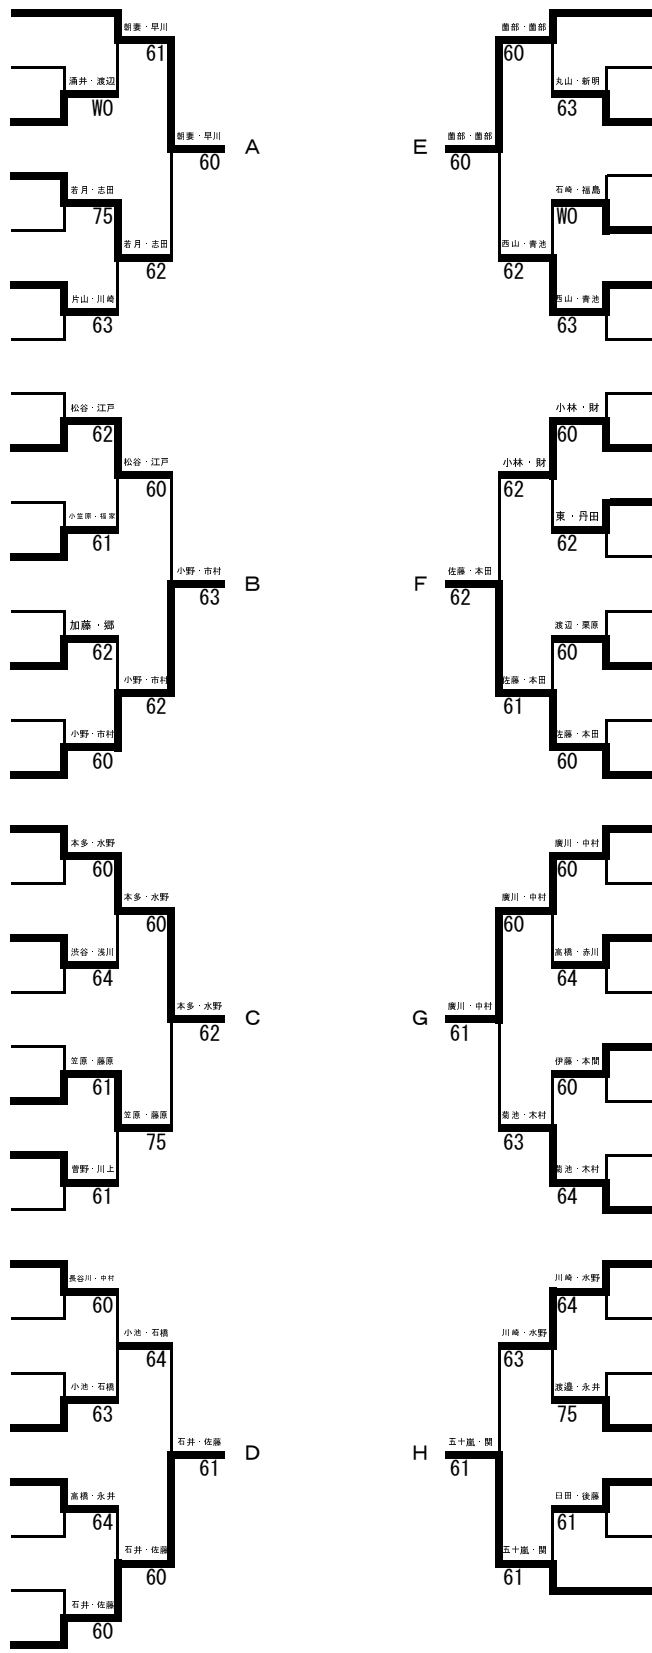 朝妻・早川
61
涌井・渡辺
WO
朝妻・早川
60
A
若月・志田
75
若月・志田
62
片山・川崎
63
薗部・薗部
60
丸山・新明
63
薗部・薗部
60
E
石崎・福島
WO
西山・青池
62
西山・青池
63
松谷・江戸
62
松谷・江戸
60
小笠原・福家
61
小野・市村
63
B
加藤・郷
62
小野・市村
62
小野・市村
60
小林・財
60
小林・財
62
東・丹田
62
佐藤・本田
62
F
渡辺・栗原
60
佐藤・本田
61
佐藤・本田
60
本多・水野
60
本多・水野
60
渋谷・浅川
64
本多・水野
62
C
笠原・藤原
61
笠原・藤原
75
曽野・川上
61
廣川・中村
60
廣川・中村
60
高橋・赤川
64
廣川・中村
61
G
伊藤・本間
60
菊池・木村
63
菊池・木村
64
長谷川・中村
60
小池・石橋
64
小池・石橋
63
石井・佐藤
61
D
高橋・永井
64
石井・佐藤
60
石井・佐藤
60
川崎・水野
64
川崎・水野
63
渡邉・永井
75
五十嵐・関
61
H
臼田・後藤
61
五十嵐・関
61